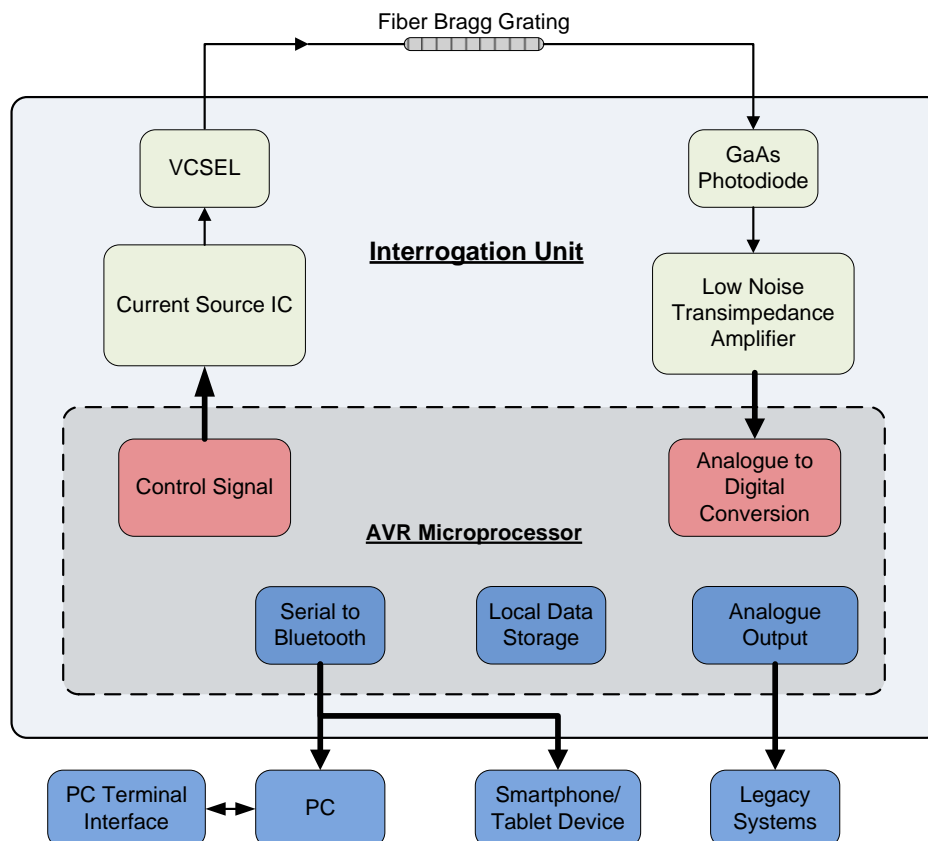 Fiber Bragg Grating
VCSEL
GaAs
Photodiode
Interrogation Unit
Current Source IC
Low Noise
Transimpedance
Amplifier
Control Signal
Analogue to
Digital
Conversion
AVR Microprocessor
Serial to
Bluetooth
Local Data
Storage
Analogue
Output
PC Terminal
Interface
PC
Smartphone/
Tablet Device
Legacy
Systems